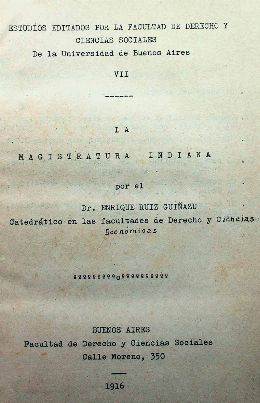 ESTUDIOS EDITADOS POR LA FACULTAD DE DERECHO Y
CIENCIAS SOCIALES
De la Universidad de Buenos Aires
VII
------
LA
MAGISTRATURA INDIANA
por el
Dr. ENRIQUE RUIZ GUIÑAZU
Catedrático en las facultades de Derecho y Ciencias
Económicas
BUENOS AIRES
Facultad de Derecho y Ciencias Sociales
Calle Moreno, 350
1916